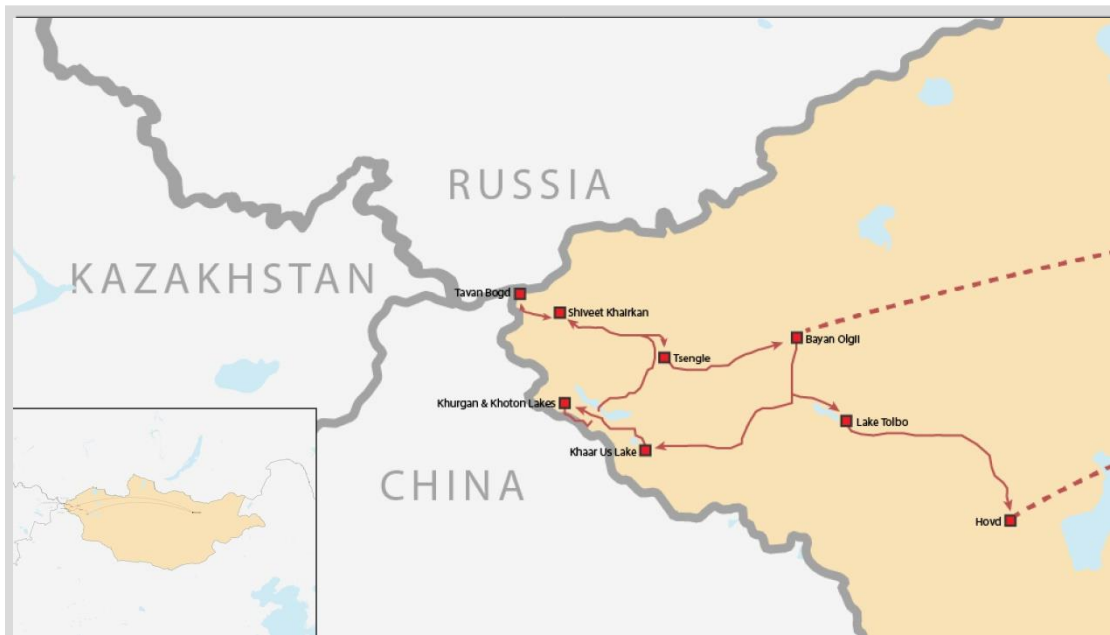 RUSSIA
KAZAKHSTAN
Tavan Bogd
Shiveet Khairkan
Bayan Olgii
Tsengle
Khurgan & Khoton Lakes
Lake Tolbo
Khaar Us Lake
CHINA
Hovd